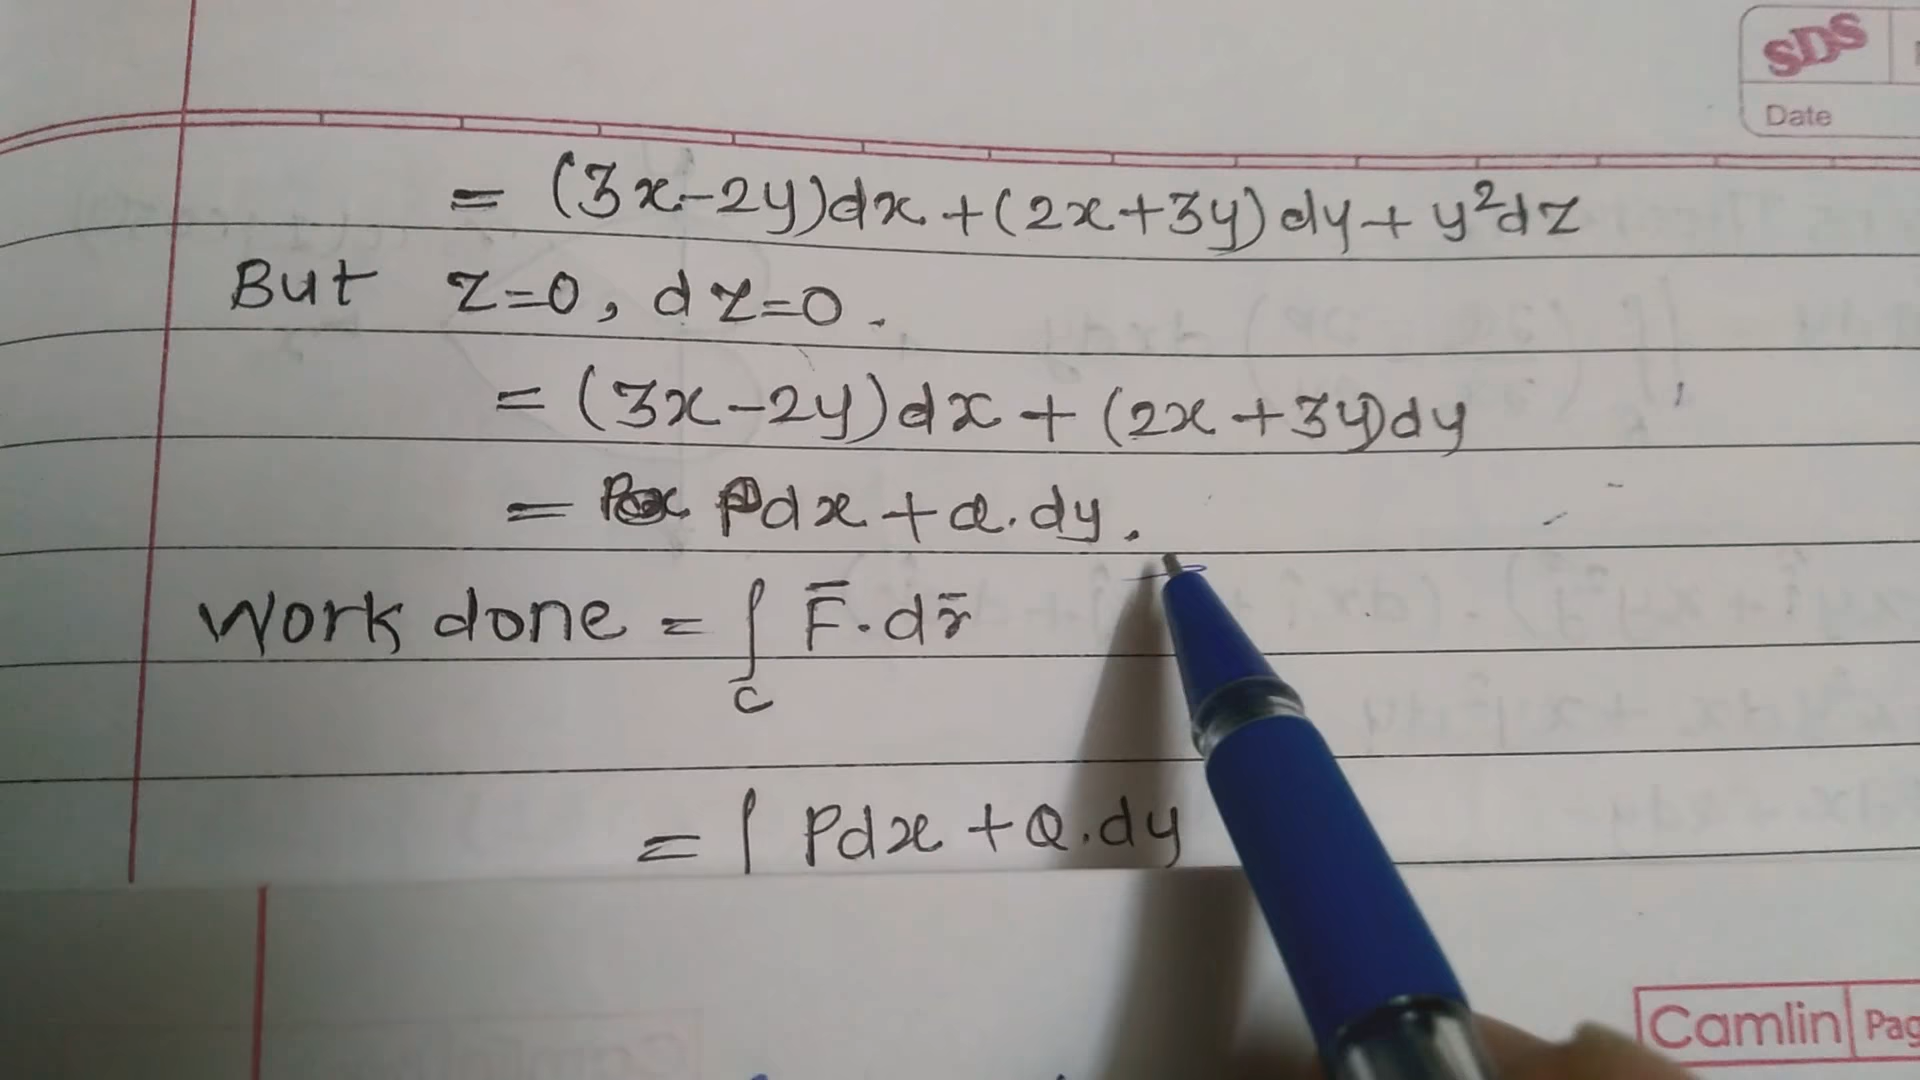 SDS
Date
= (3x-2y)dx+(2x+3y)dy+y²dz
But z=0, dz=0.
= (3x-2y)dx+(2x+3y)dy
= Pdx+Q.dy.
Work done = ∫ F̄.dr̄
C
= ∫ Pdx+Q.dy
Camlin Pag